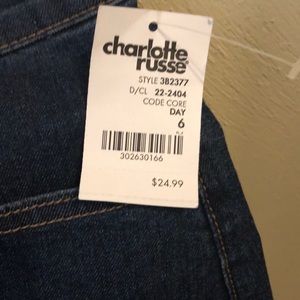 charlotte
russe
STYLE 3B2377
D/CL 22-2404
CODE CORE
DAY
6
302630166
$24.99